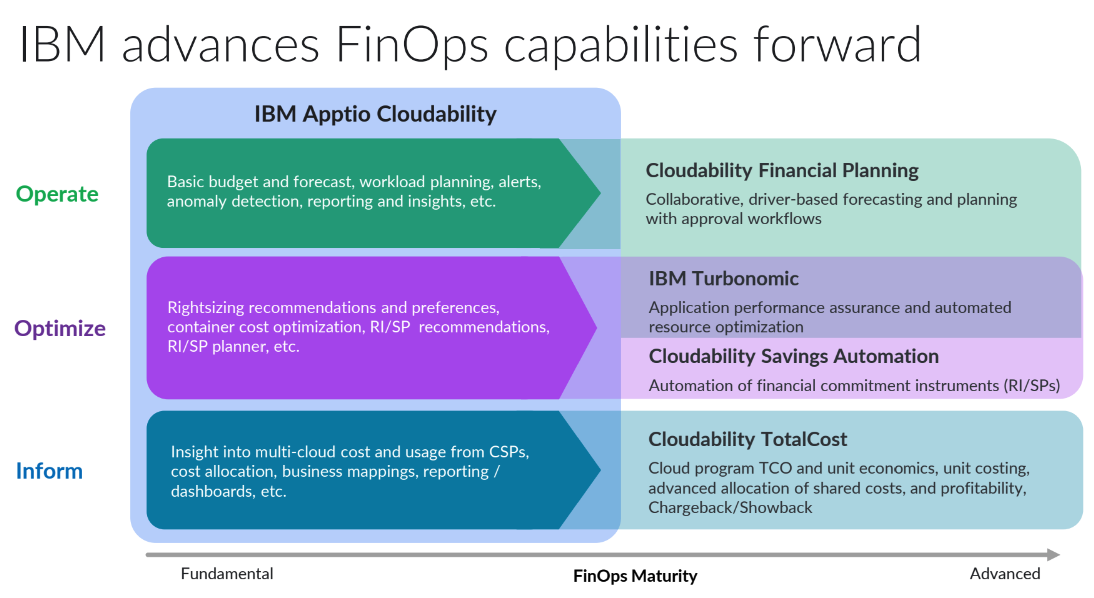 IBM advances FinOps capabilities forward
IBM Apptio Cloudability
Operate
Basic budget and forecast, workload planning, alerts,
anomaly detection, reporting and insights, etc.
Cloudability Financial Planning
Collaborative, driver-based forecasting and planning
with approval workflows
Optimize
Rightsizing recommendations and preferences,
container cost optimization, RI/SP recommendations,
RI/SP planner, etc.
IBM Turbonomic
Application performance assurance and automated
resource optimization
Cloudability Savings Automation
Automation of financial commitment instruments (RI/SPs)
Inform
Insight into multi-cloud cost and usage from CSPs,
cost allocation, business mappings, reporting /
dashboards, etc.
Cloudability TotalCost
Cloud program TCO and unit economics, unit costing,
advanced allocation of shared costs, and profitability,
Chargeback/Showback
Fundamental
FinOps Maturity
Advanced